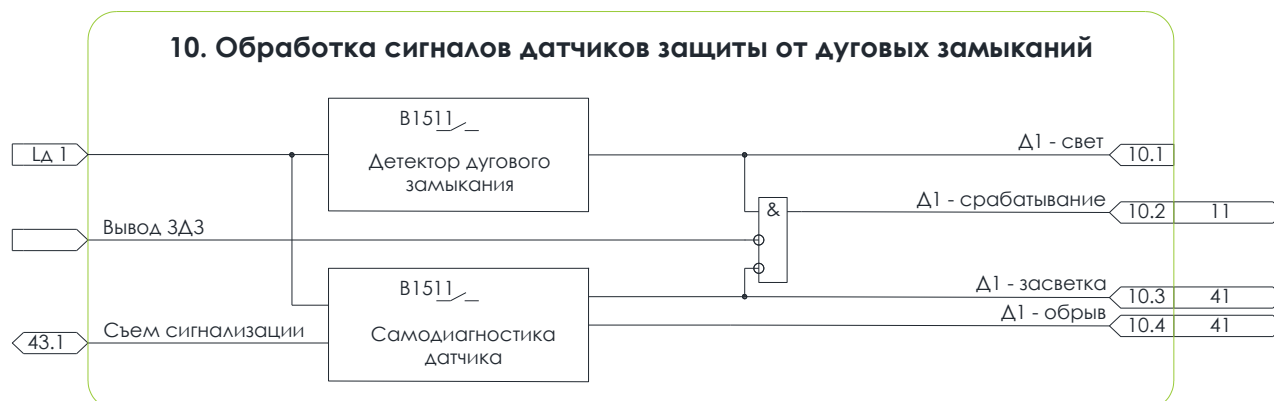 10. Обработка сигналов датчиков защиты от дуговых замыканий
В1511
Детектор дугового
замыкания
Lд 1
Д1 - свет
10.1
&
Д1 - срабатывание
10.2 11
Вывод ЗДЗ
В1511
Самодиагностика
датчика
Д1 - засветка
10.3 41
Д1 - обрыв
10.4 41
Съем сигнализации
43.1